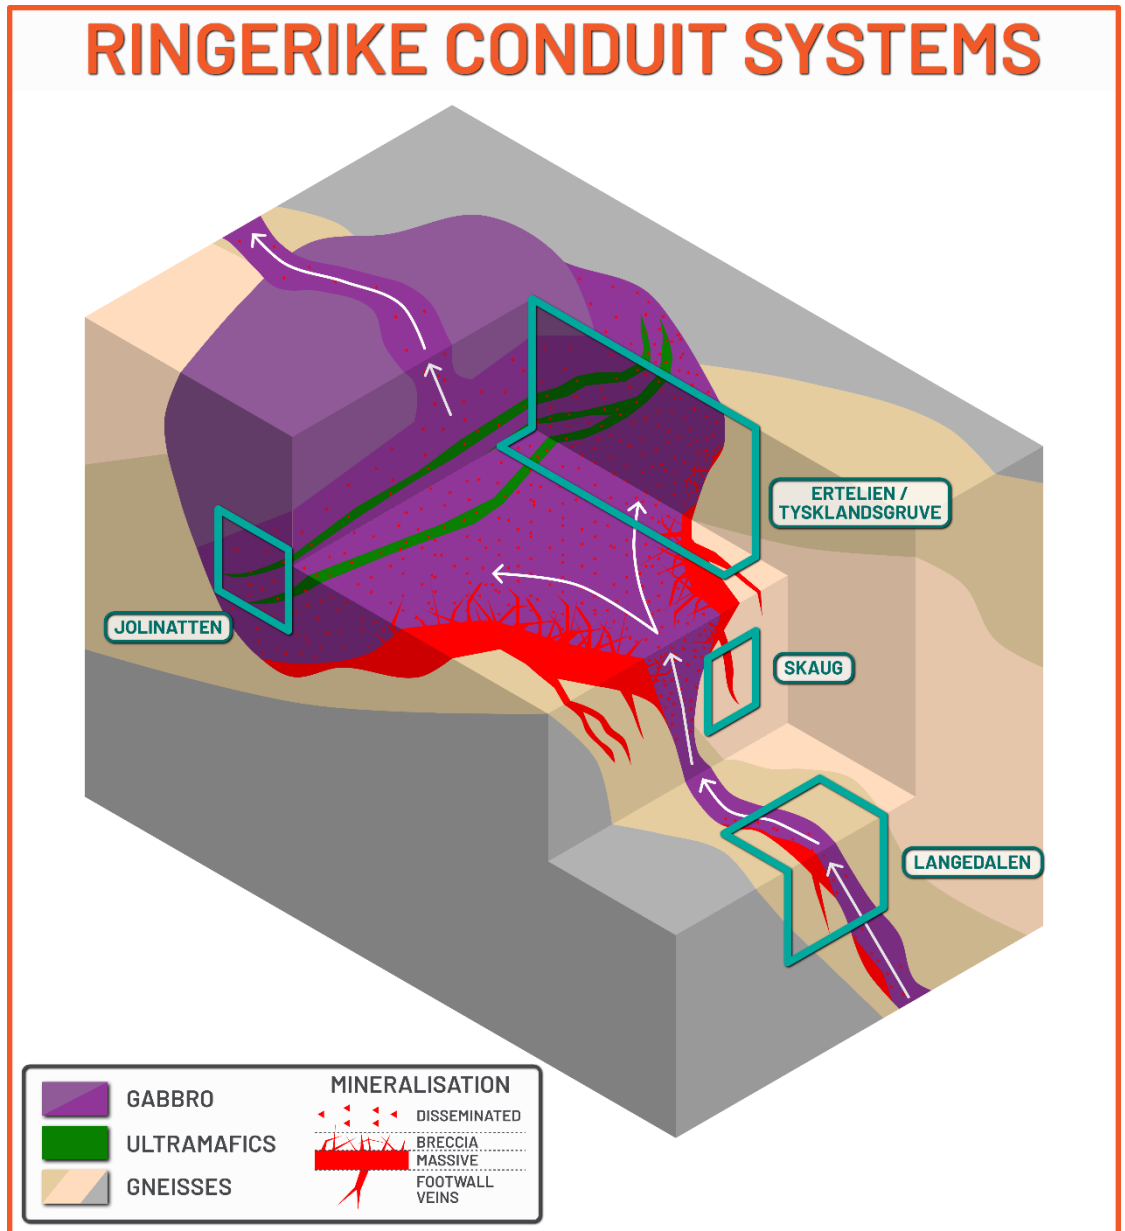 RINGERIKE CONDUIT SYSTEMS
ERTELIEN /
TYSKLANDSGRUVE
JOLINATTEN
SKAUG
LANGEDALEN
GABBRO
ULTRAMAFICS
GNEISSES
MINERALISATION
DISSEMINATED
BRECCIA
MASSIVE
FOOTWALL
VEINS